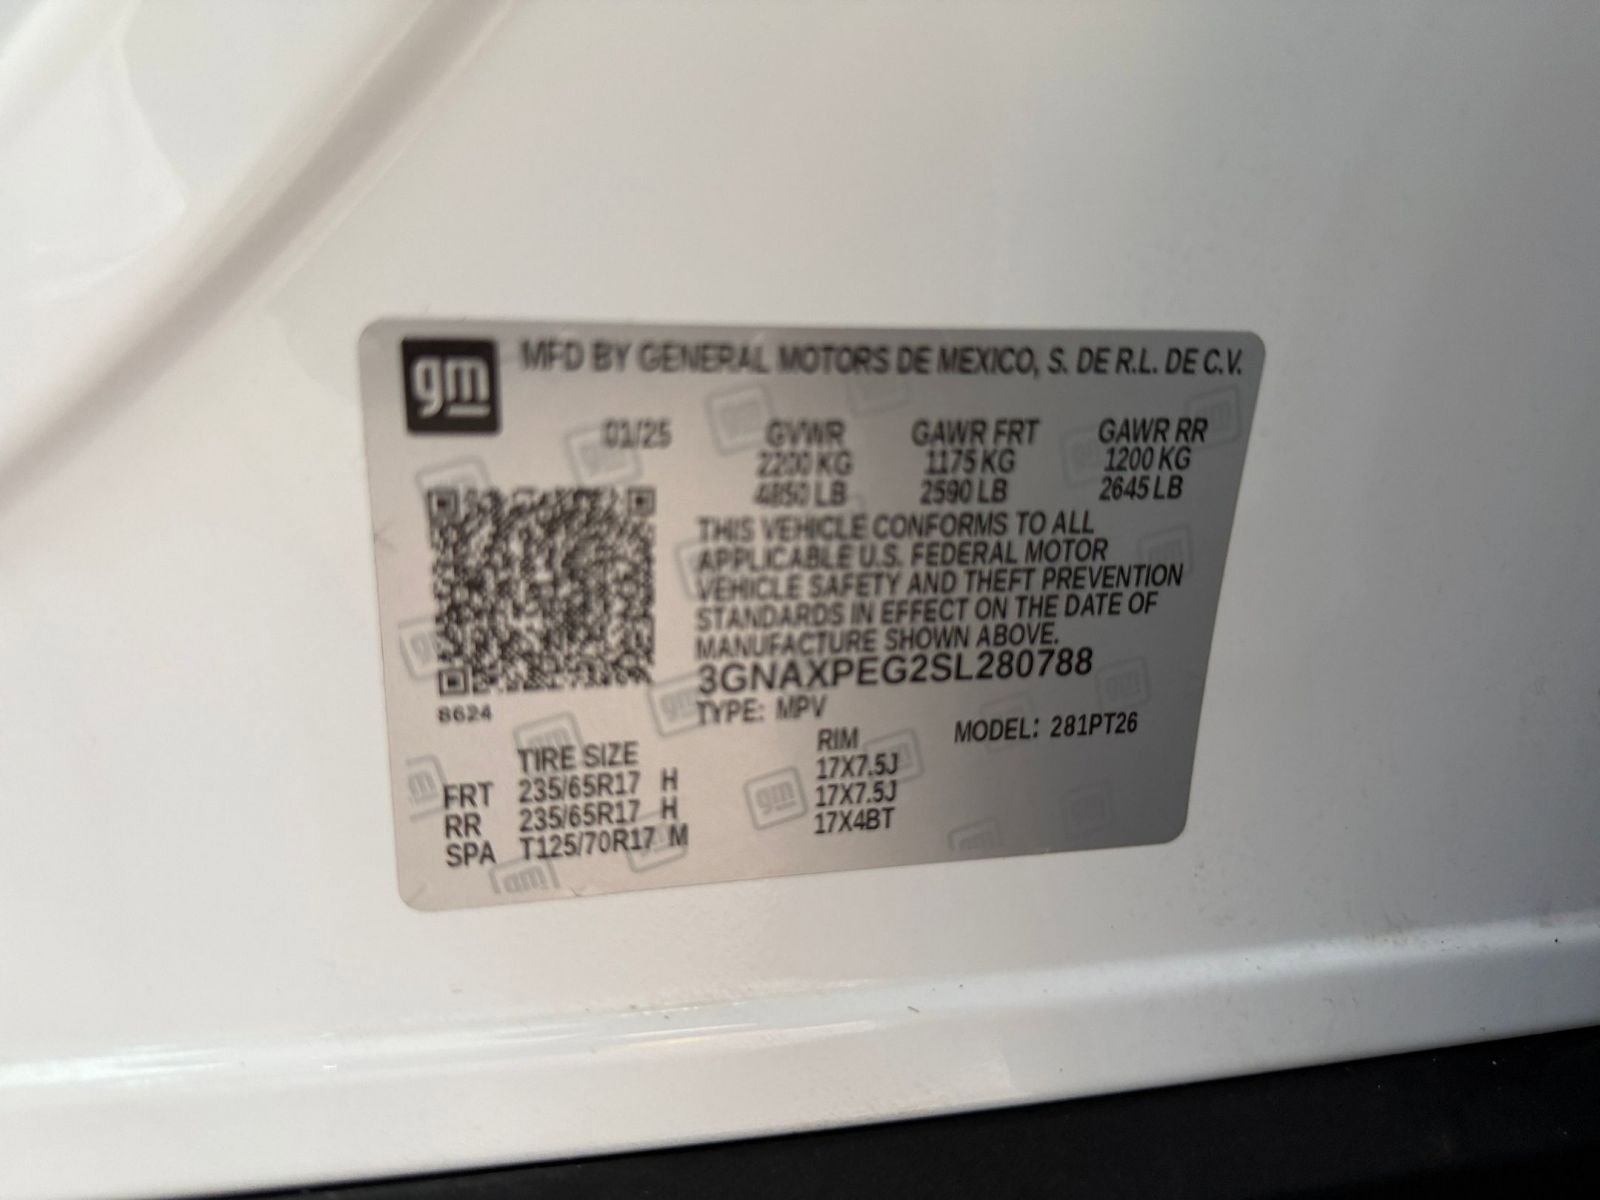 gm MFD BY GENERAL MOTORS DE MEXICO, S. DE R.L. DE C.V.
01/25 GVWR GAWR FRT GAWR RR
2200 KG 1175 KG 1200 KG
4850 LB 2590 LB 2645 LB
THIS VEHICLE CONFORMS TO ALL
APPLICABLE U.S. FEDERAL MOTOR
VEHICLE SAFETY AND THEFT PREVENTION
STANDARDS IN EFFECT ON THE DATE OF
MANUFACTURE SHOWN ABOVE.
3GNAXPEG2SL280788
8624 TYPE: MPV MODEL: 281PT26
TIRE SIZE RIM
FRT 235/65R17 H 17X7.5J
RR 235/65R17 H 17X7.5J
SPA T125/70R17 M 17X4BT